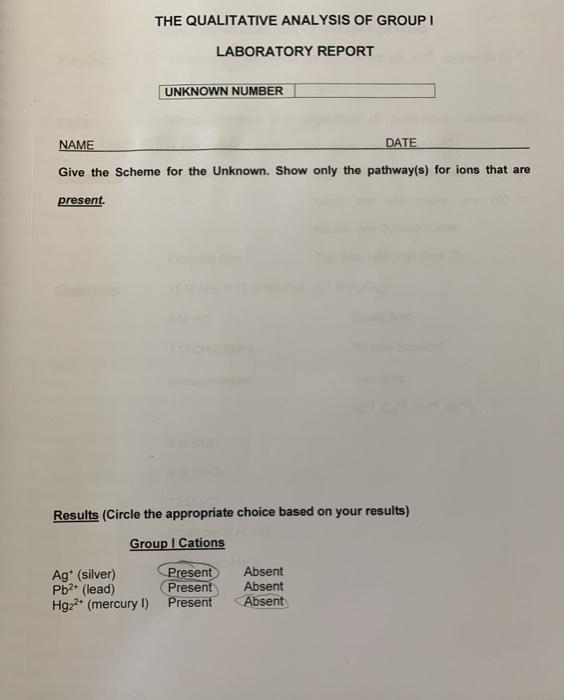 THE QUALITATIVE ANALYSIS OF GROUP I
LABORATORY REPORT
UNKNOWN NUMBER
NAME DATE
Give the Scheme for the Unknown. Show only the pathway(s) for ions that are
present.
Results (Circle the appropriate choice based on your results)
Group I Cations
Ag⁺ (silver) Present Absent
Pb²⁺ (lead) Present Absent
Hg₂²⁺ (mercury I) Present Absent